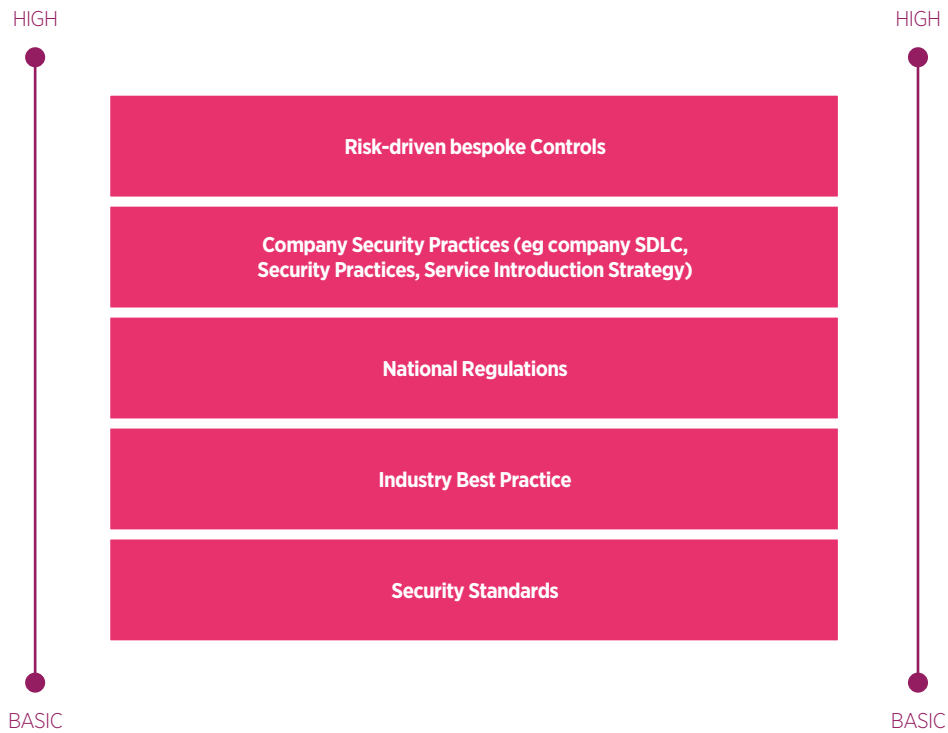 HIGH
HIGH
Risk-driven bespoke Controls
Company Security Practices (eg company SDLC,
Security Practices, Service Introduction Strategy)
National Regulations
Industry Best Practice
Security Standards
BASIC
BASIC